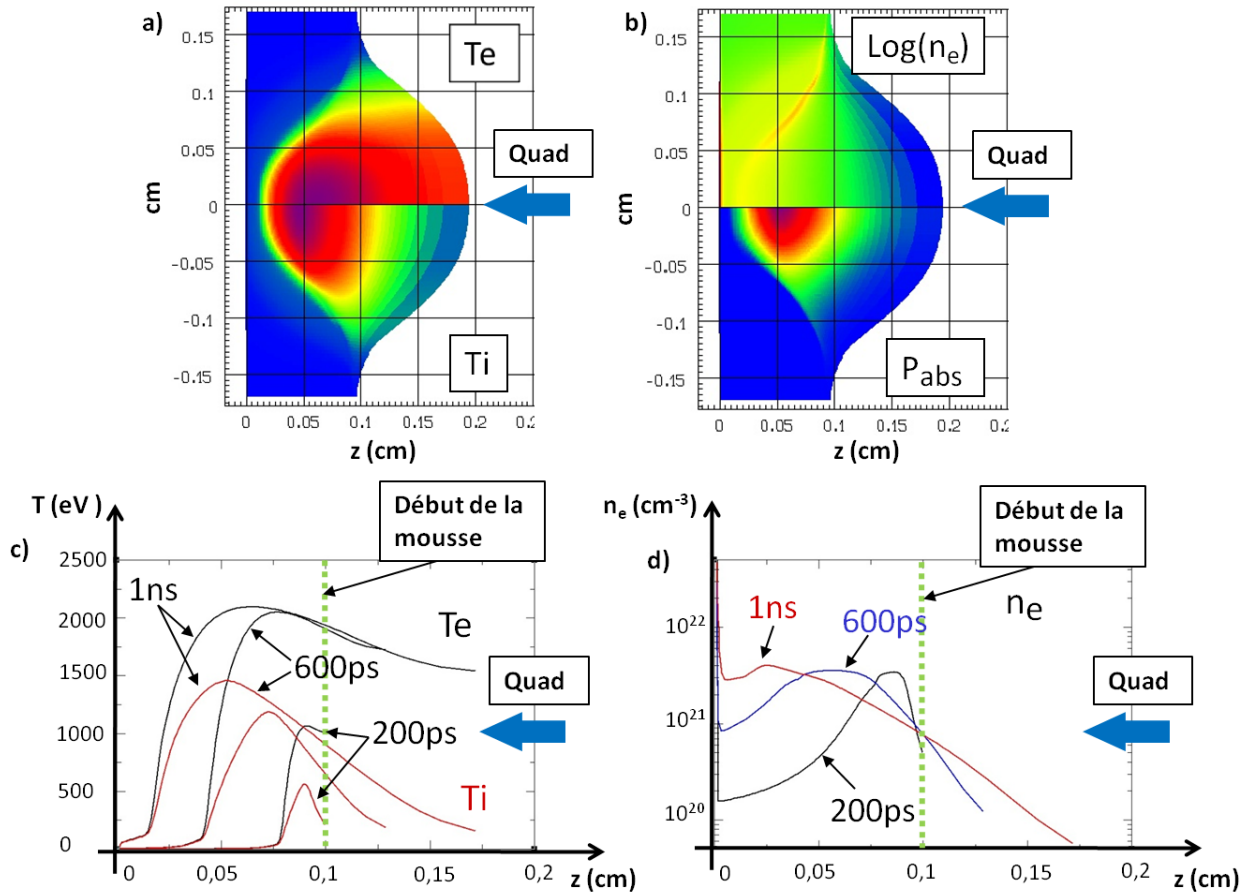 a)
Te
Ti
Quad
cm
0.15
0.1
0.05
0
-0.05
-0.1
-0.15
0 0.05 0.1 0.15 0.2
z (cm)
b)
Log(nₑ)
P_abs
Quad
cm
0.15
0.1
0.05
0
-0.05
-0.1
-0.15
0 0.05 0.1 0.15 0.2
z (cm)
c)
T (eV )
Début de la
mousse
2500
2000
1500
1000
500
0
1ns
Te
600ps
Quad
200ps
Ti
0 0,05 0,1 0,15 0,2
z (cm)
d)
nₑ (cm⁻³)
Début de la
mousse
10²²
10²¹
10²⁰
1ns
600ps
nₑ
Quad
200ps
0 0,05 0,1 0,15 0,2
z (cm)